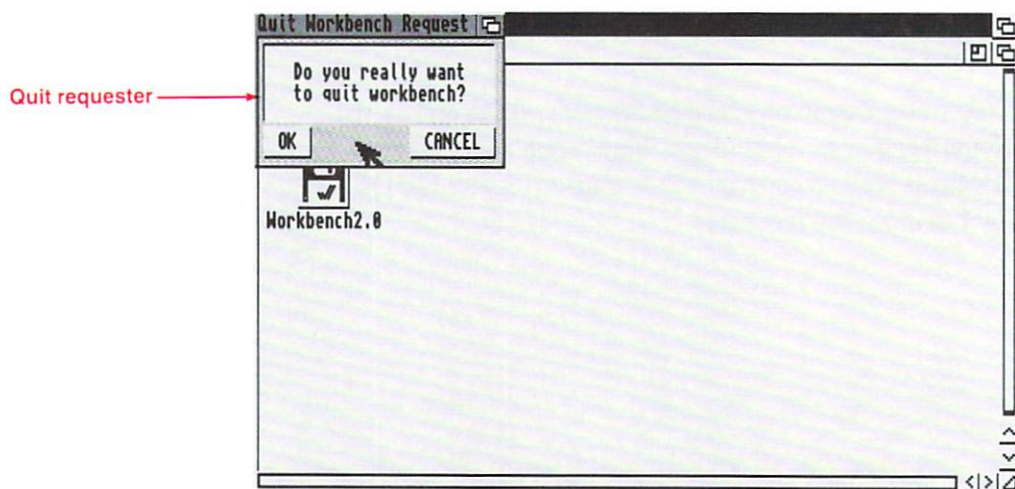 Quit Workbench Request
Do you really want
to quit workbench?
Quit requester
OK CANCEL
Workbench2.0